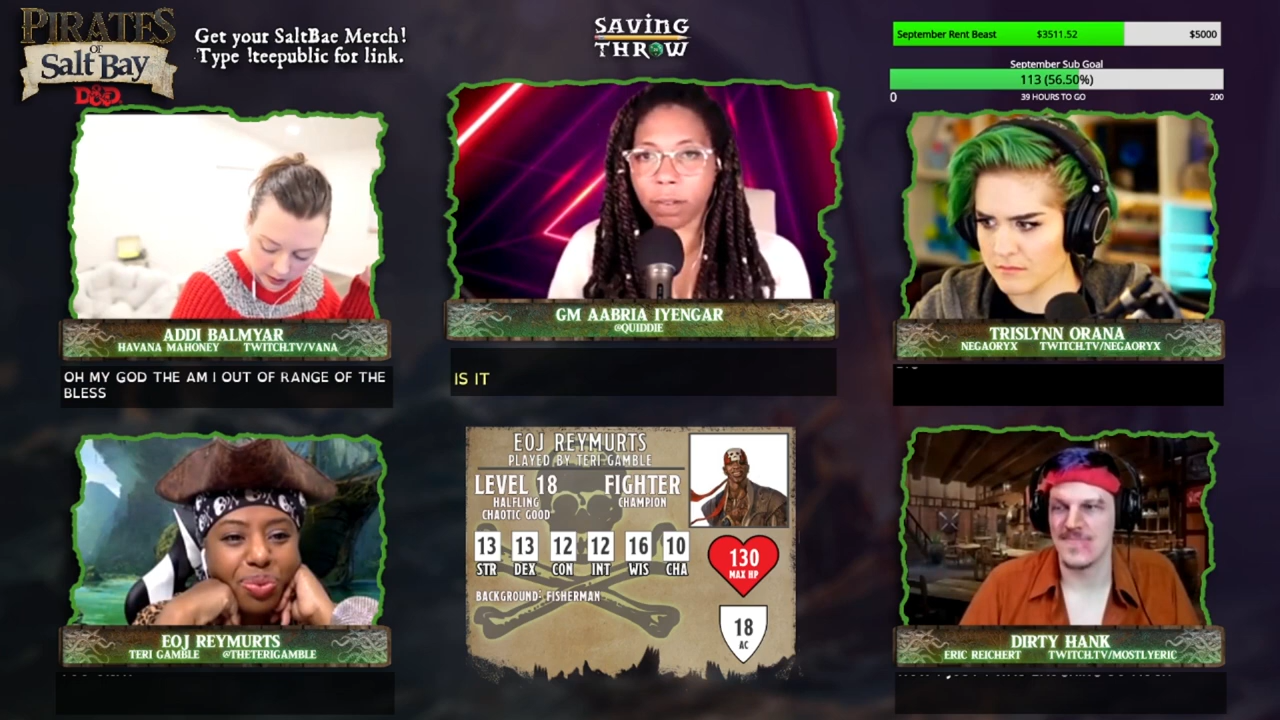 PIRATES
OF
Salt Bay
D&D
Get your SaltBae Merch!
Type !teepublic for link.
SAVING
THROW
September Rent Beast $3511.52 $5000
September Sub Goal
113 (56.50%)
0 39 HOURS TO GO 200
ADDI BALMYAR
HAVANA MAHONEY TWITCH.TV/VANA
OH MY GOD THE AM I OUT OF RANGE OF THE
BLESS
GM AABRIA IYENGAR
@QUIDDIE
IS IT
TRISLYNN ORANA
NEGAORYX TWITCH.TV/NEGAORYX
EOJ REYMURTS
TERI GAMBLE @THETERIGAMBLE
EOJ REYMURTS
PLAYED BY TERI GAMBLE
LEVEL 18 FIGHTER
HALFLING CHAMPION
CHAOTIC GOOD
13 13 12 12 16 10
STR DEX CON INT WIS CHA
BACKGROUND: FISHERMAN
130
MAX HP
18
AC
DIRTY HANK
ERIC REICHERT TWITCH.TV/MOSTLYERIC